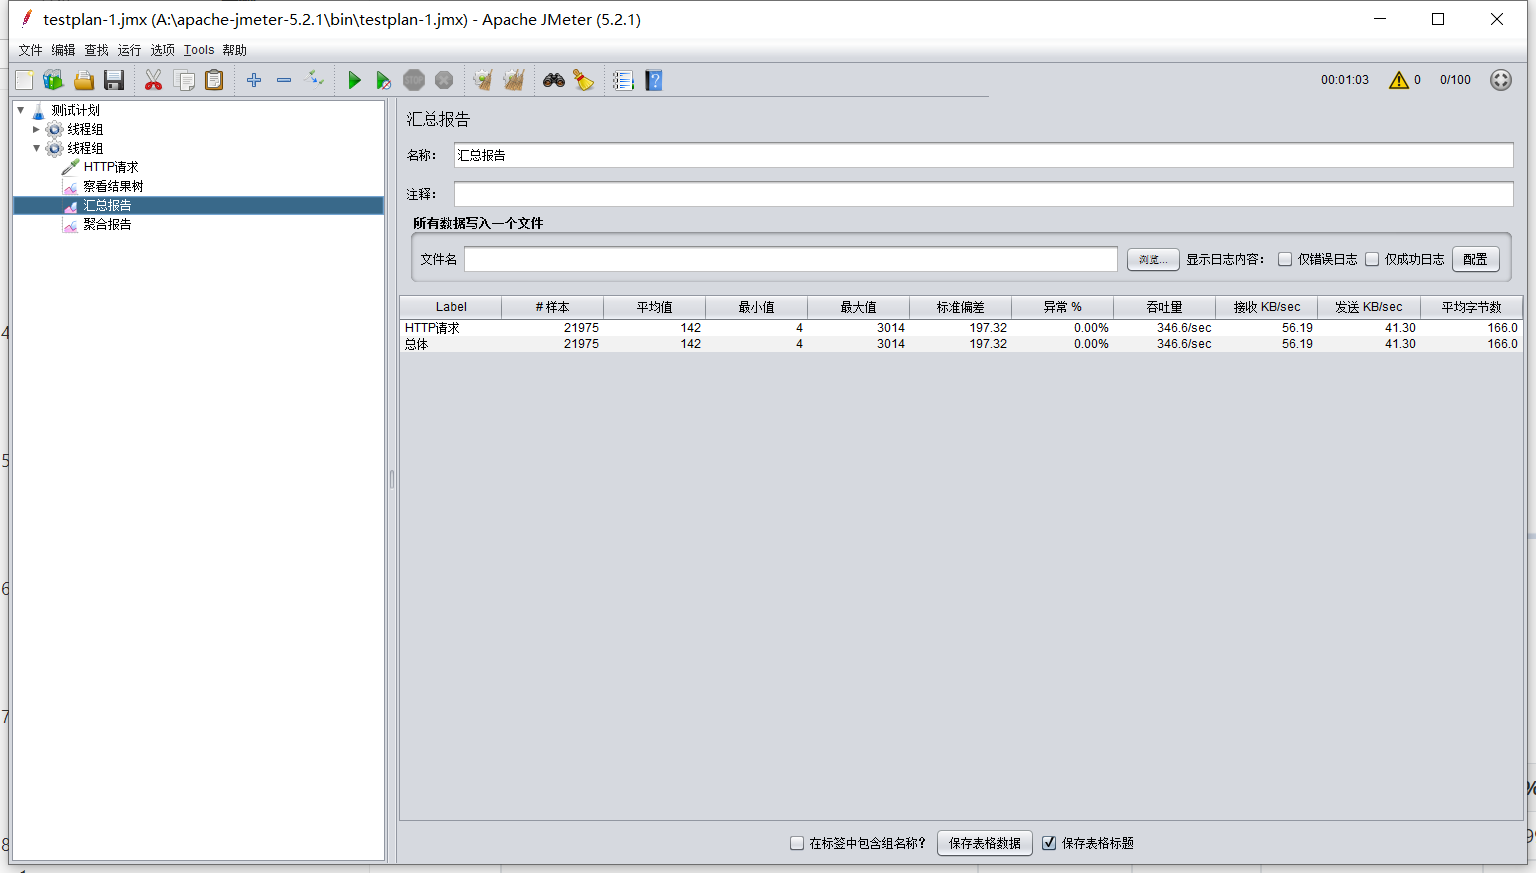 testplan-1.jmx (A:\apache-jmeter-5.2.1\bin\testplan-1.jmx) - Apache JMeter (5.2.1)
文件 编辑 查找 运行 选项 Tools 帮助
00:01:03 0 0/100
测试计划
线程组
线程组
HTTP请求
察看结果树
汇总报告
聚合报告
汇总报告
名称： 汇总报告
注释：
所有数据写入一个文件
文件名 浏览... 显示日志内容： 仅错误日志 仅成功日志 配置
Label # 样本 平均值 最小值 最大值 标准偏差 异常 % 吞吐量 接收 KB/sec 发送 KB/sec 平均字节数
HTTP请求 21975 142 4 3014 197.32 0.00% 346.6/sec 56.19 41.30 166.0
总体 21975 142 4 3014 197.32 0.00% 346.6/sec 56.19 41.30 166.0
在标签中包含组名称? 保存表格数据 保存表格标题
4
5
6
7
8